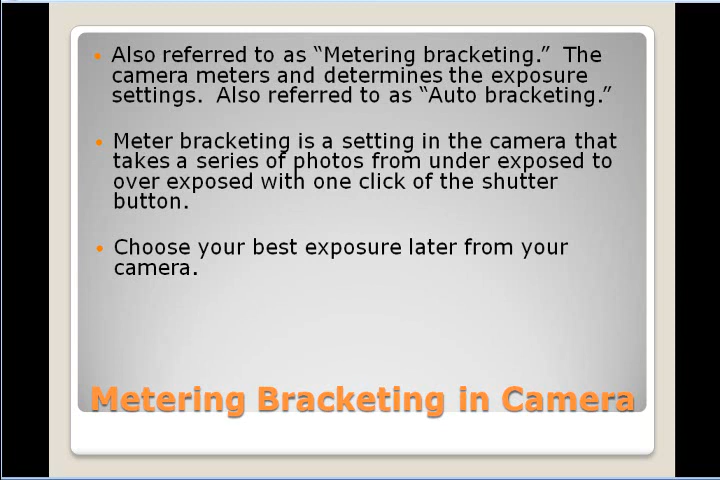 • Also referred to as “Metering bracketing.”  The
camera meters and determines the exposure
settings.  Also referred to as “Auto bracketing.”
• Meter bracketing is a setting in the camera that
takes a series of photos from under exposed to
over exposed with one click of the shutter
button.
• Choose your best exposure later from your
camera.
Metering Bracketing in Camera